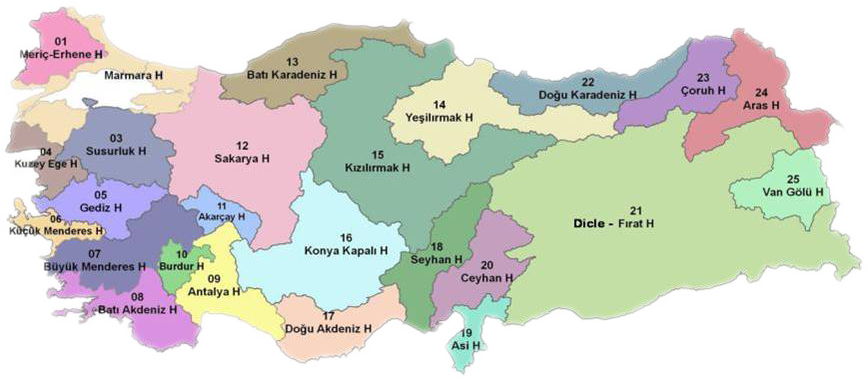 01
Meriç-Erhene H
Marmara H
13
Batı Karadeniz H
22
Doğu Karadeniz H
23
Çoruh H
24
Aras H
14
Yeşilırmak H
03
Susurluk H
04
Kuzey Ege H
12
Sakarya H
15
Kızılırmak H
25
Van Gölü H
05
Gediz H
11
Akarçay H
06
Küçük Menderes H
21
Dicle - Fırat H
16
Konya Kapalı H
18
Seyhan H
07
Büyük Menderes H
10
Burdur H
20
Ceyhan H
09
Antalya H
08
Batı Akdeniz H
17
Doğu Akdeniz H
19
Asi H